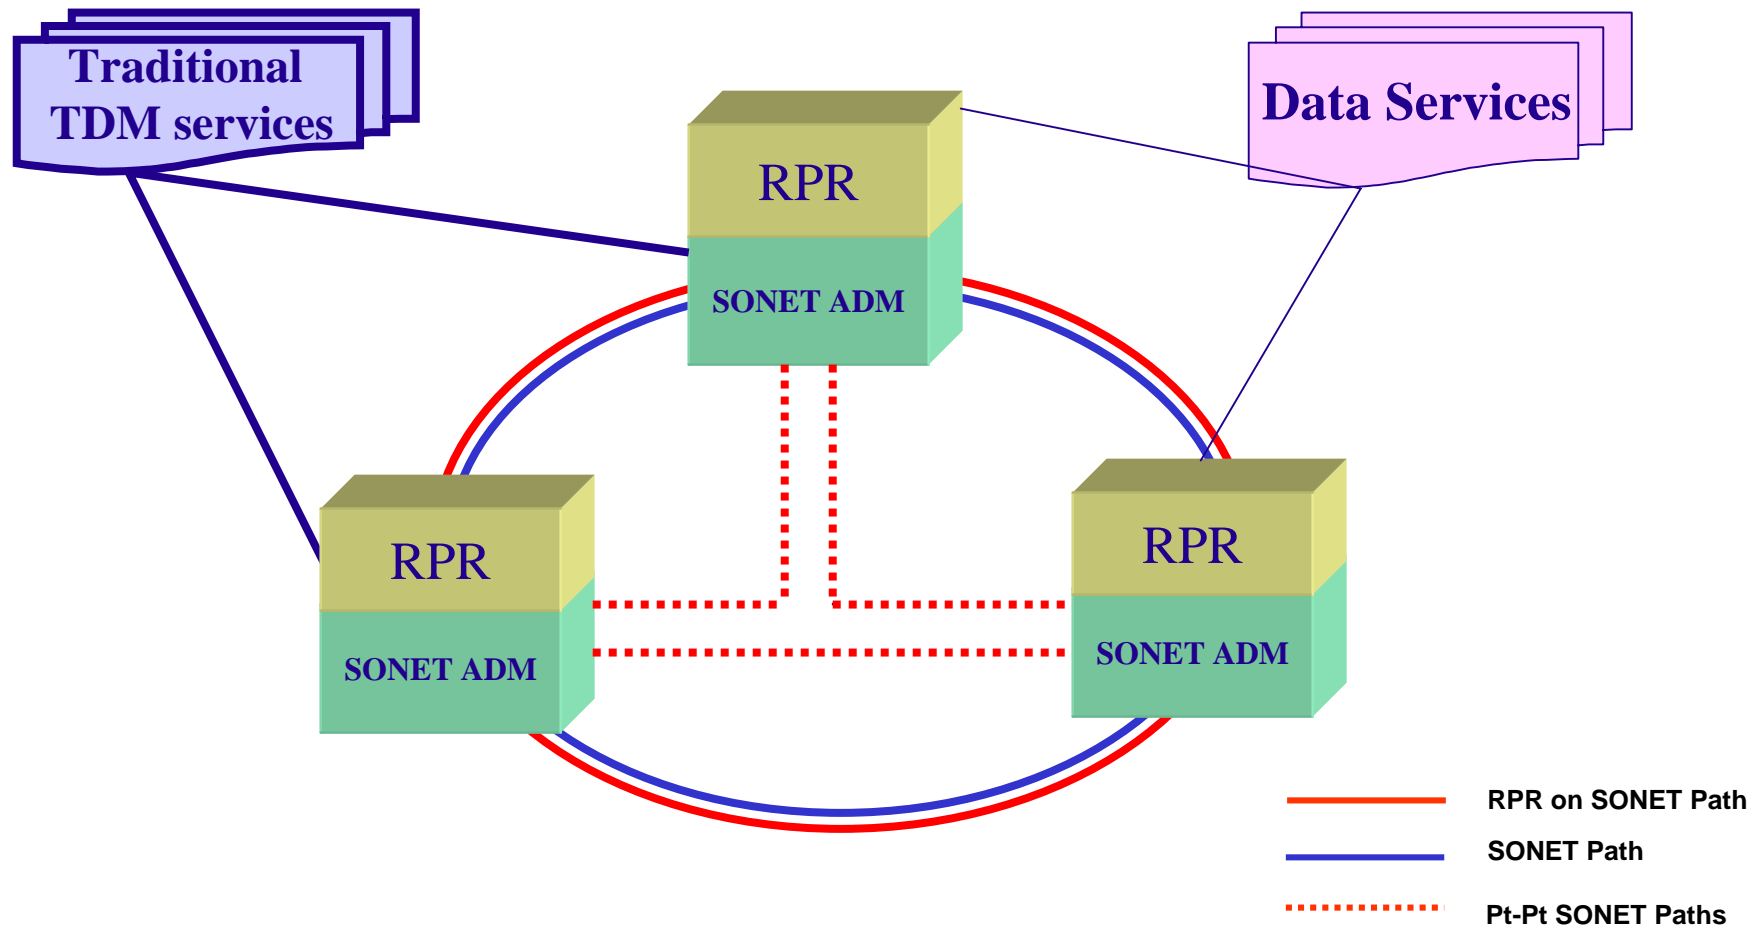 Traditional
TDM services
Data Services
RPR
SONET ADM
RPR
SONET ADM
RPR
SONET ADM
RPR on SONET Path
SONET Path
Pt-Pt SONET Paths